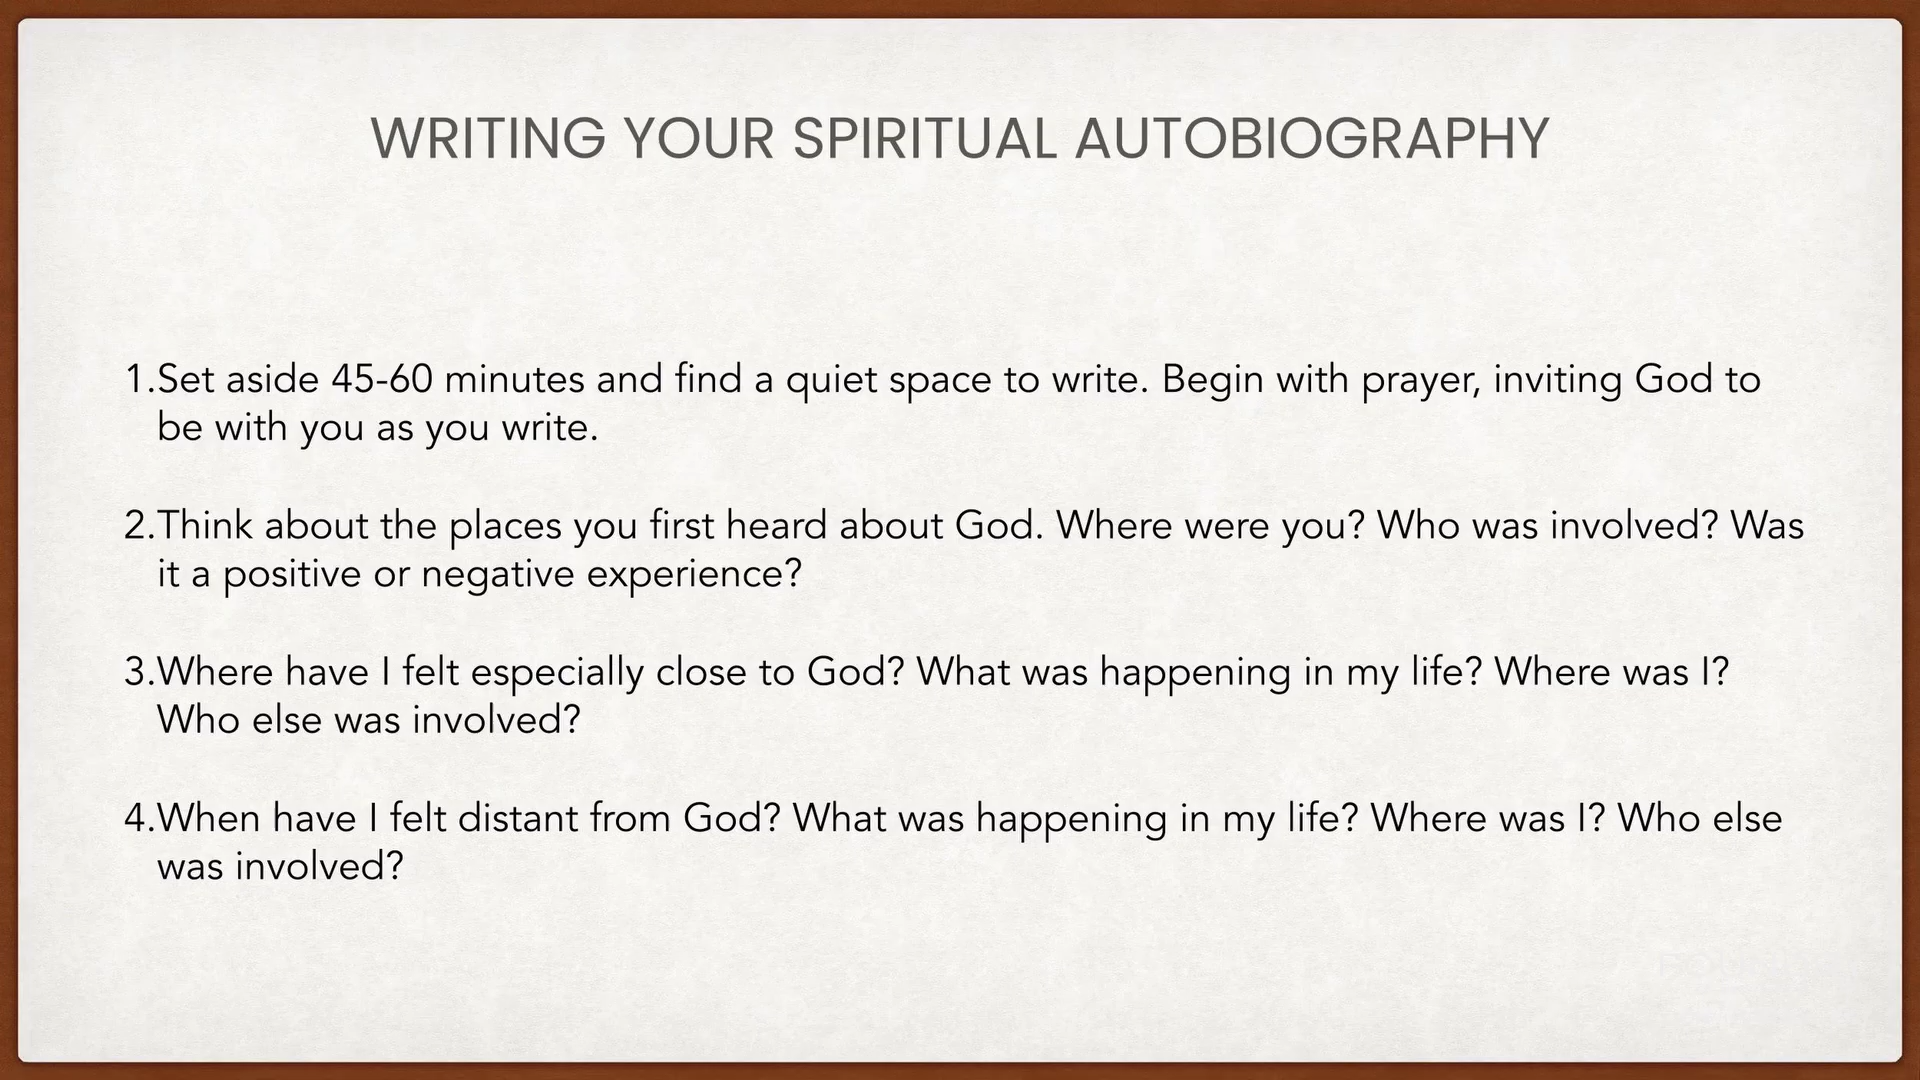 WRITING YOUR SPIRITUAL AUTOBIOGRAPHY
1.Set aside 45-60 minutes and find a quiet space to write. Begin with prayer, inviting God to
be with you as you write.
2.Think about the places you first heard about God. Where were you? Who was involved? Was
it a positive or negative experience?
3.Where have I felt especially close to God? What was happening in my life? Where was I?
Who else was involved?
4.When have I felt distant from God? What was happening in my life? Where was I? Who else
was involved?